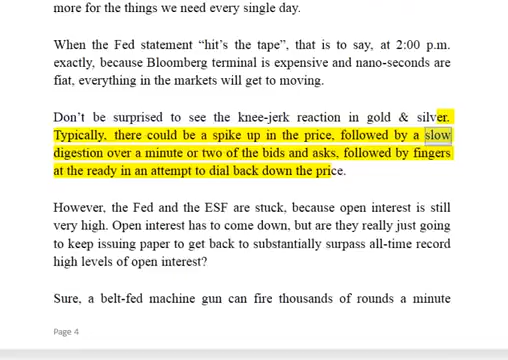 more for the things we need every single day.
When the Fed statement “hit’s the tape”, that is to say, at 2:00 p.m.
exactly, because Bloomberg terminal is expensive and nano-seconds are
fiat, everything in the markets will get to moving.
Don’t be surprised to see the knee-jerk reaction in gold & silver.
Typically, there could be a spike up in the price, followed by a slow
digestion over a minute or two of the bids and asks, followed by fingers
at the ready in an attempt to dial back down the price.
However, the Fed and the ESF are stuck, because open interest is still
very high. Open interest has to come down, but are they really just going
to keep issuing paper to get back to substantially surpass all-time record
high levels of open interest?
Sure, a belt-fed machine gun can fire thousands of rounds a minute
Page 4